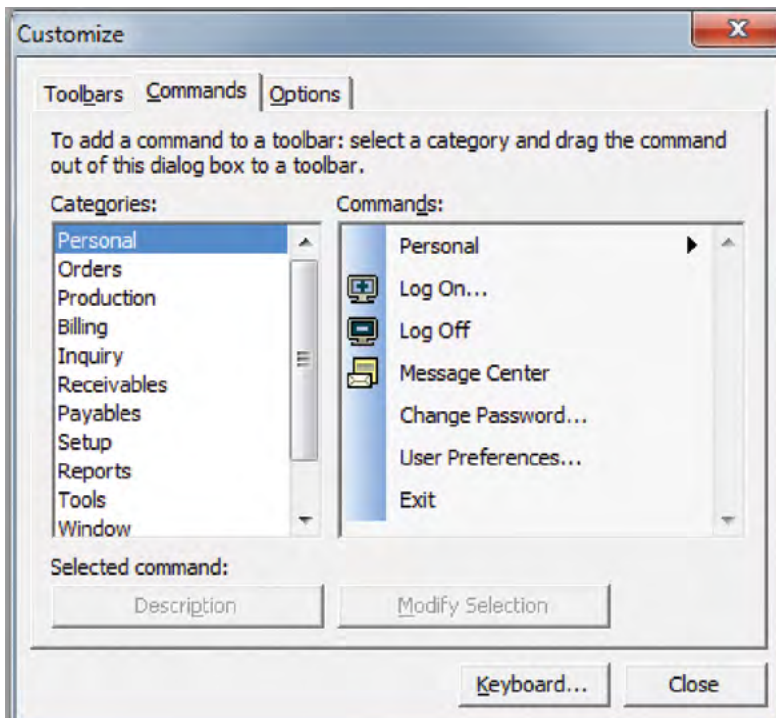 Customize
Toolbars Commands Options
To add a command to a toolbar: select a category and drag the command
out of this dialog box to a toolbar.
Categories:
Commands:
Personal
Orders
Production
Billing
Inquiry
Receivables
Payables
Setup
Reports
Tools
Window
Personal
Log On...
Log Off
Message Center
Change Password...
User Preferences...
Exit
Selected command:
Description
Modify Selection
Keyboard...
Close